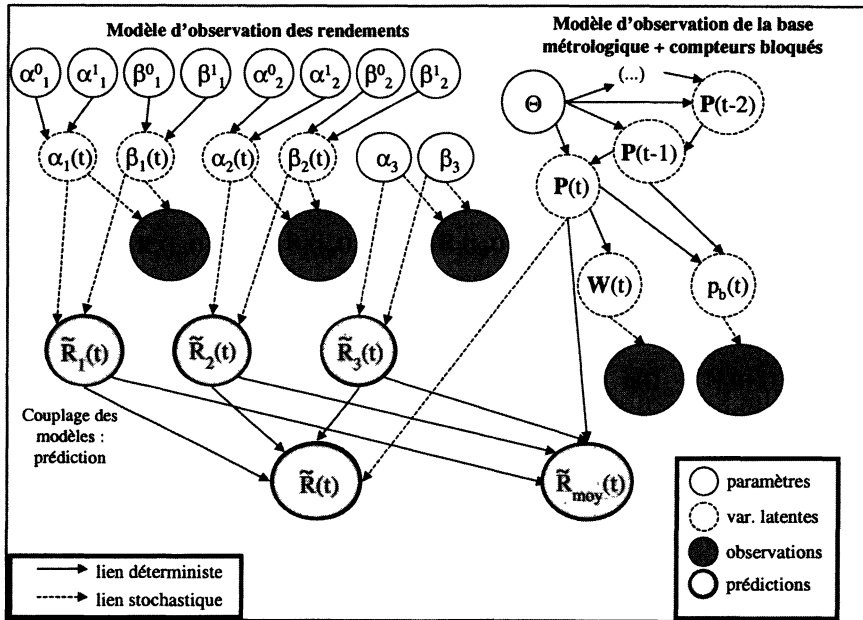 Modèle d'observation des rendements
Modèle d'observation de la base
métrologique + compteurs bloqués
α⁰₁ α¹₁ β⁰₁ β¹₁ α⁰₂ α¹₂ β⁰₂ β¹₂
Θ (...) P(t-2)
α₁(t) β₁(t) α₂(t) β₂(t) α₃ β₃
P(t-1)
P(t)
W(t) p_b(t)
R̃₁(t) R̃₂(t) R̃₃(t)
Couplage des
modèles :
prédiction
R̃(t) R̃_moy(t)
paramètres
var. latentes
observations
prédictions
lien déterministe
lien stochastique